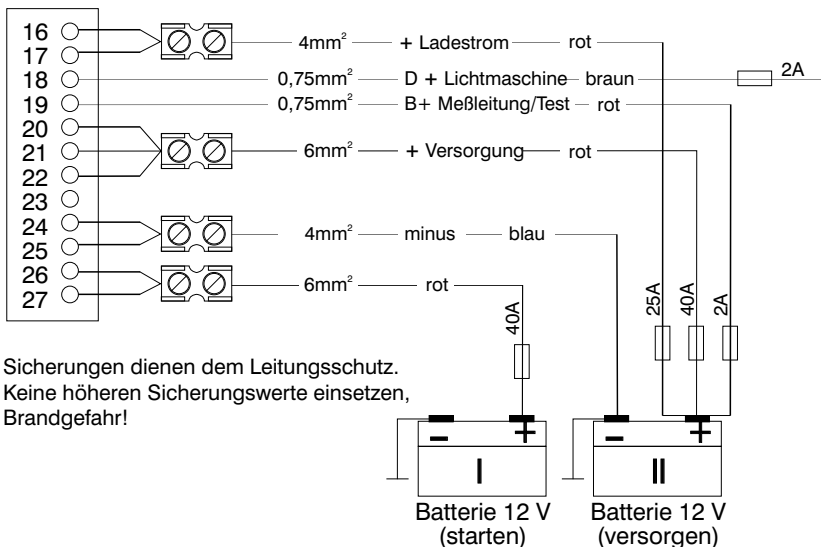 16
17
4mm² + Ladestrom rot
18 0,75mm² D + Lichtmaschine braun 2A
19 0,75mm² B+ Meßleitung/Test rot
20
21 6mm² + Versorgung rot
22
23
24
25
4mm² minus blau
26
27
6mm² rot
40A
25A
40A
2A
Sicherungen dienen dem Leitungsschutz.
Keine höheren Sicherungswerte einsetzen,
Brandgefahr!
– +
I
– +
II
Batterie 12 V
(starten)
Batterie 12 V
(versorgen)